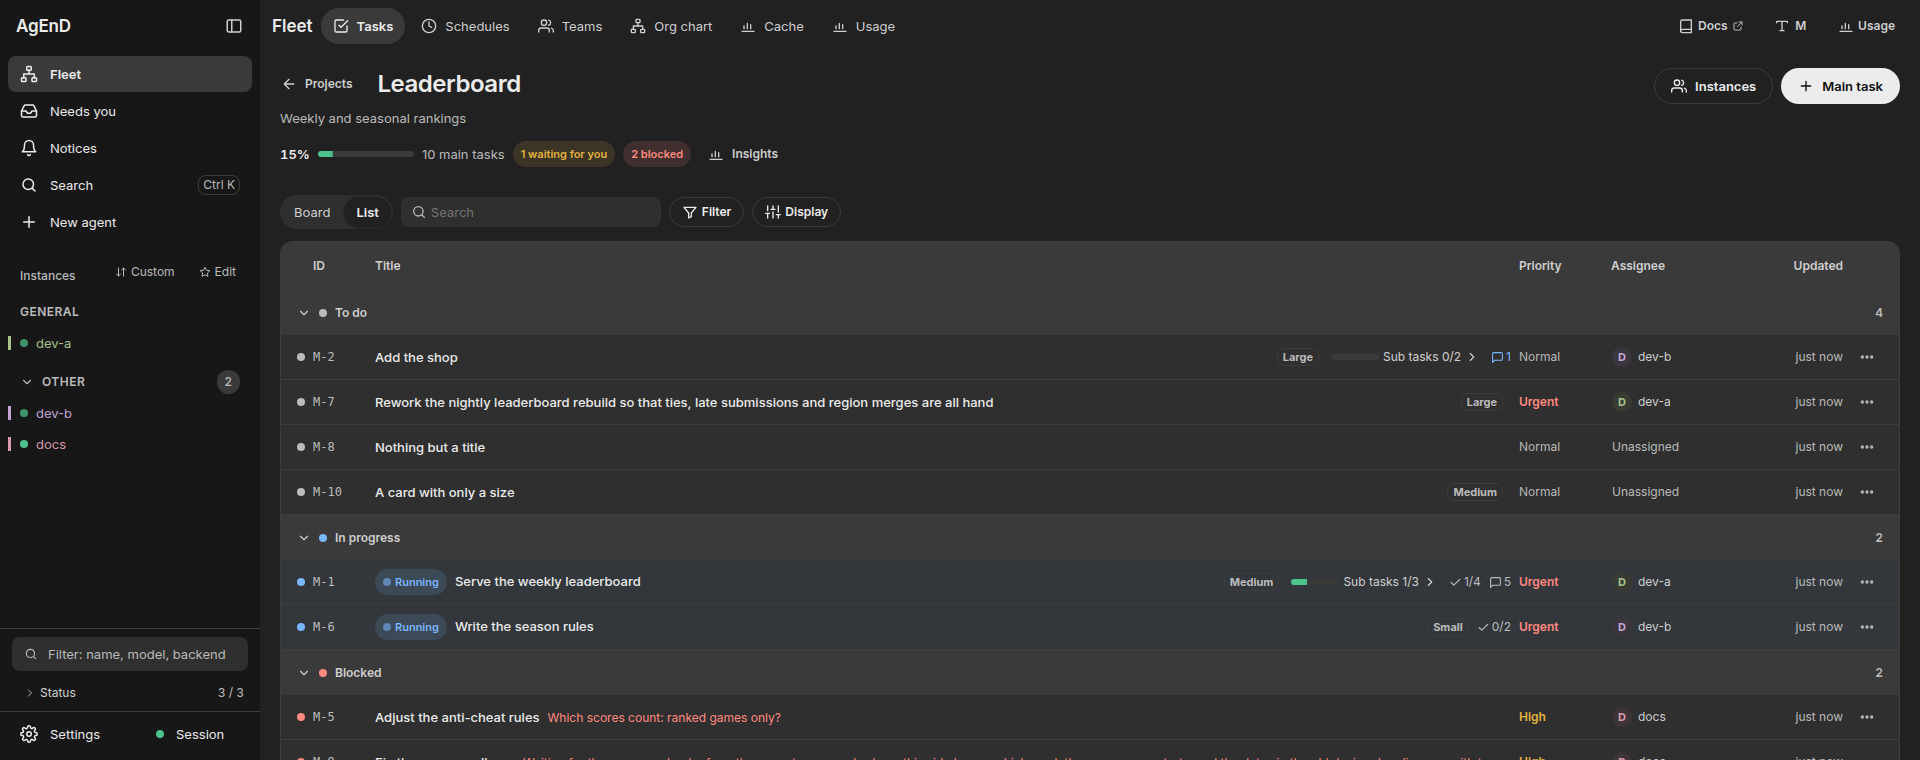 AgEnD
Fleet
Needs you
Notices
Search Ctrl K
New agent
Instances Custom Edit
GENERAL
dev-a
OTHER 2
dev-b
docs
Filter: name, model, backend
Status 3 / 3
Settings Session
Fleet Tasks Schedules Teams Org chart Cache Usage Docs M Usage
Projects Leaderboard Instances Main task
Weekly and seasonal rankings
15% 10 main tasks 1 waiting for you 2 blocked Insights
Board List Search Filter Display
ID Title Priority Assignee Updated
To do 4
M-2 Add the shop Large Sub tasks 0/2 1 Normal D dev-b just now
M-7 Rework the nightly leaderboard rebuild so that ties, late submissions and region merges are all hand Large Urgent D dev-a just now
M-8 Nothing but a title Normal Unassigned just now
M-10 A card with only a size Medium Normal Unassigned just now
In progress 2
M-1 Running Serve the weekly leaderboard Medium Sub tasks 1/3 1/4 5 Urgent D dev-a just now
M-6 Running Write the season rules Small 0/2 Urgent D dev-b just now
Blocked 2
M-5 Adjust the anti-cheat rules Which scores count: ranked games only? High D docs just now